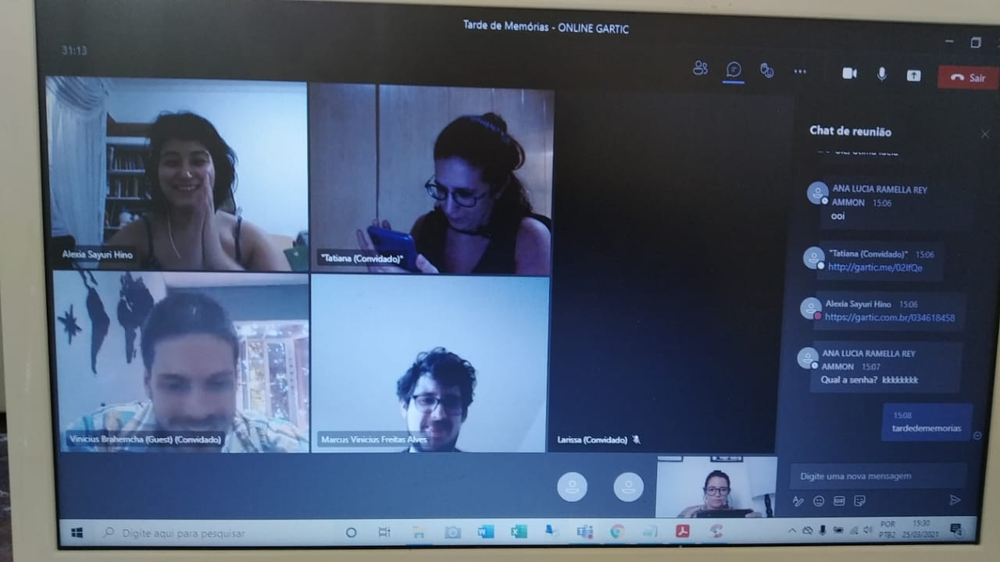 Tarde de Memórias - ONLINE GARTIC
31:13
Sair
Alexia Sayuri Hino
"Tatiana (Convidado)"
Vinicius Brahemcha (Guest) (Convidado)
Marcus Vinicius Freitas Alves
Larissa (Convidado)
Chat de reunião
ANA LUCIA RAMELLA REY
AMMON 15:06
ooi
"Tatiana (Convidado)" 15:06
http://gartic.me/02IfQe
Alexia Sayuri Hino 15:06
https://gartic.com.br/034618458
ANA LUCIA RAMELLA REY
AMMON 15:07
Qual a senha? kkkkkkkk
15:08
tardedememorias
Digite uma nova mensagem
GIF
Digite aqui para pesquisar
POR
PTB2
15:30
25/03/2021
4